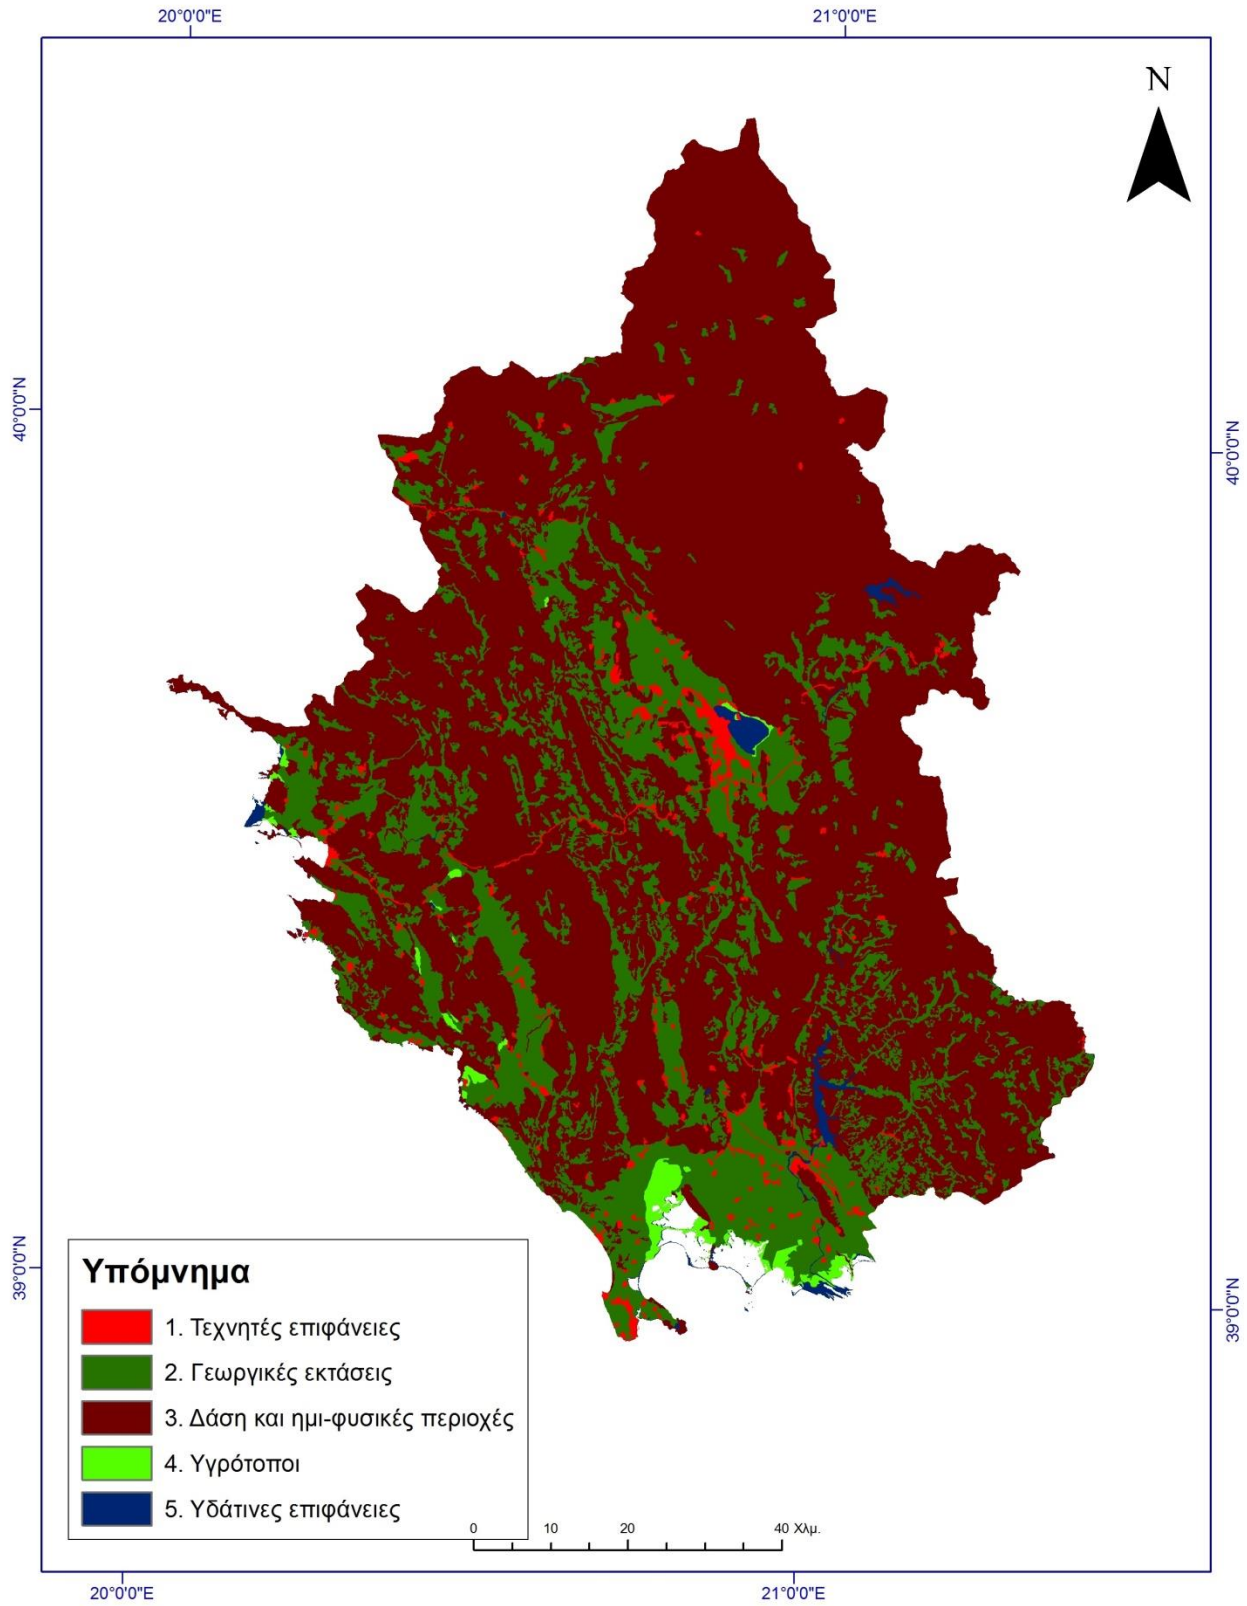 20°0'0"E 21°0'0"E
N
40°0'0"N
40°0'0"N
39°0'0"N
39°0'0"N
Υπόμνημα
1. Τεχνητές επιφάνειες
2. Γεωργικές εκτάσεις
3. Δάση και ημι-φυσικές περιοχές
4. Υγρότοποι
5. Υδάτινες επιφάνειες
0 10 20 40 Χλμ.
20°0'0"E 21°0'0"E